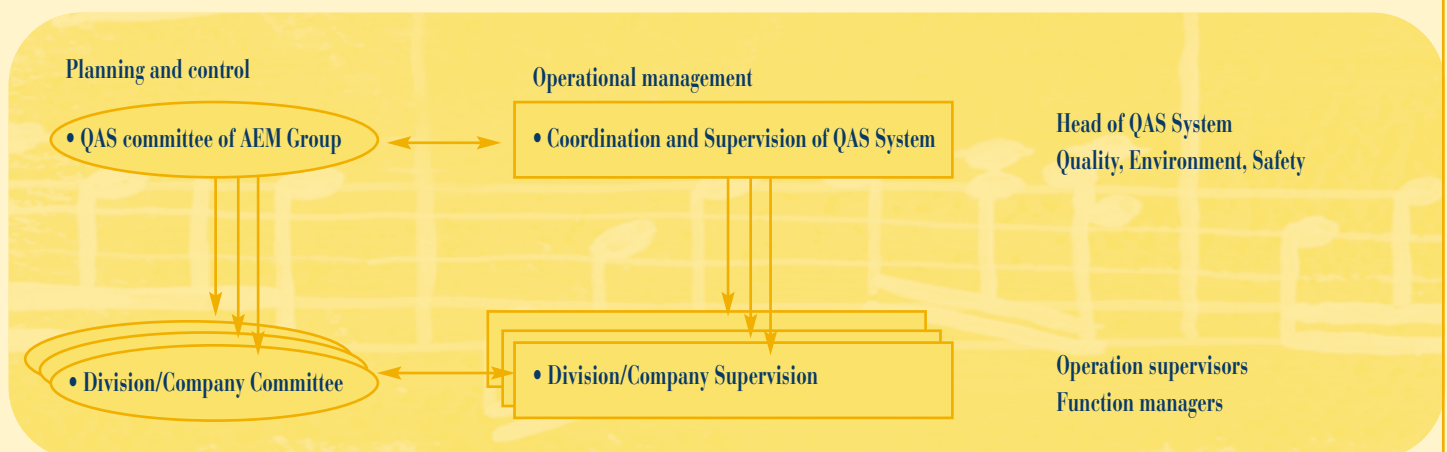 Planning and control
Operational management
• QAS committee of AEM Group
• Coordination and Supervision of QAS System
Head of QAS System
Quality, Environment, Safety
• Division/Company Committee
• Division/Company Supervision
Operation supervisors
Function managers